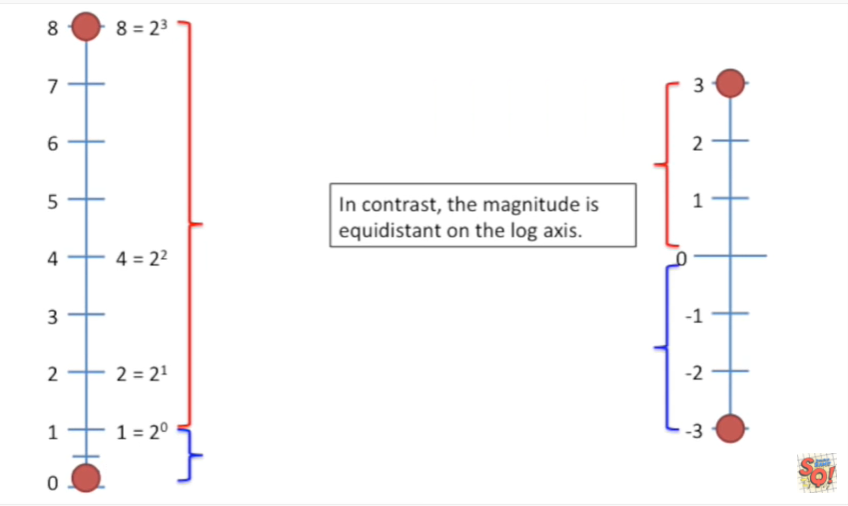 8 8 = 2³
7
6
5
4 4 = 2²
3
2 2 = 2¹
1 1 = 2⁰
0
In contrast, the magnitude is
equidistant on the log axis.
3
2
1
0
-1
-2
-3
SO!